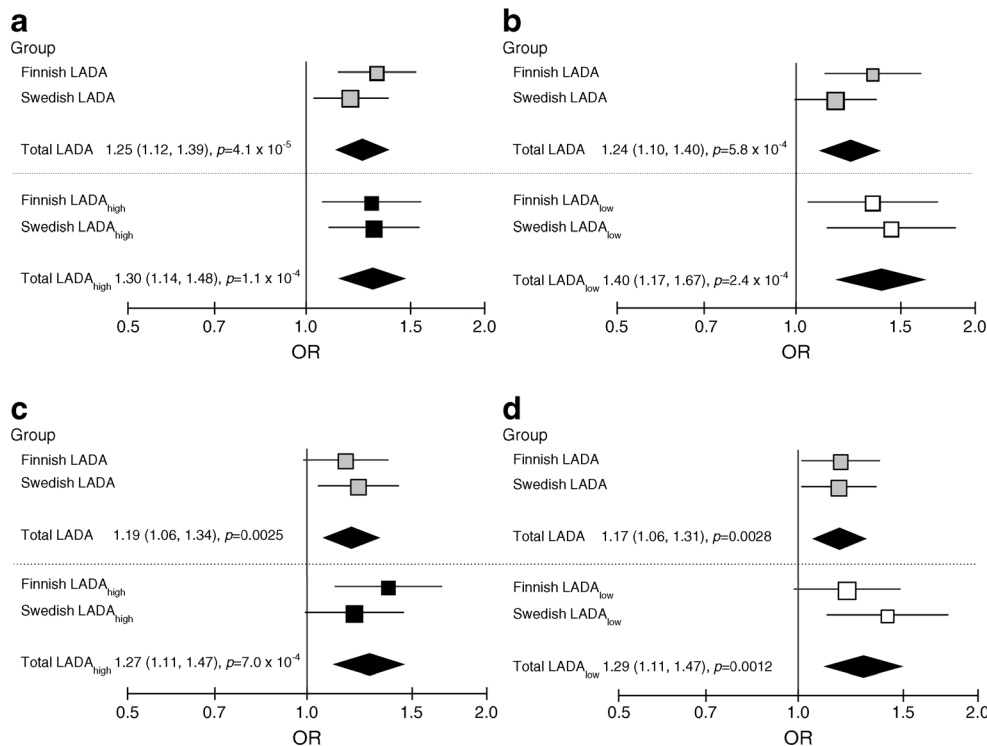 a
Group
Finnish LADA
Swedish LADA
Total LADA 1.25 (1.12, 1.39), p=4.1 x 10-5
Finnish LADAhigh
Swedish LADAhigh
Total LADAhigh 1.30 (1.14, 1.48), p=1.1 x 10-4
0.5 0.7 1.0 1.5 2.0
OR
b
Group
Finnish LADA
Swedish LADA
Total LADA 1.24 (1.10, 1.40), p=5.8 x 10-4
Finnish LADAlow
Swedish LADAlow
Total LADAlow 1.40 (1.17, 1.67), p=2.4 x 10-4
0.5 0.7 1.0 1.5 2.0
OR
c
Group
Finnish LADA
Swedish LADA
Total LADA 1.19 (1.06, 1.34), p=0.0025
Finnish LADAhigh
Swedish LADAhigh
Total LADAhigh 1.27 (1.11, 1.47), p=7.0 x 10-4
0.5 0.7 1.0 1.5 2.0
OR
d
Group
Finnish LADA
Swedish LADA
Total LADA 1.17 (1.06, 1.31), p=0.0028
Finnish LADAlow
Swedish LADAlow
Total LADAlow 1.29 (1.11, 1.47), p=0.0012
0.5 0.7 1.0 1.5 2.0
OR